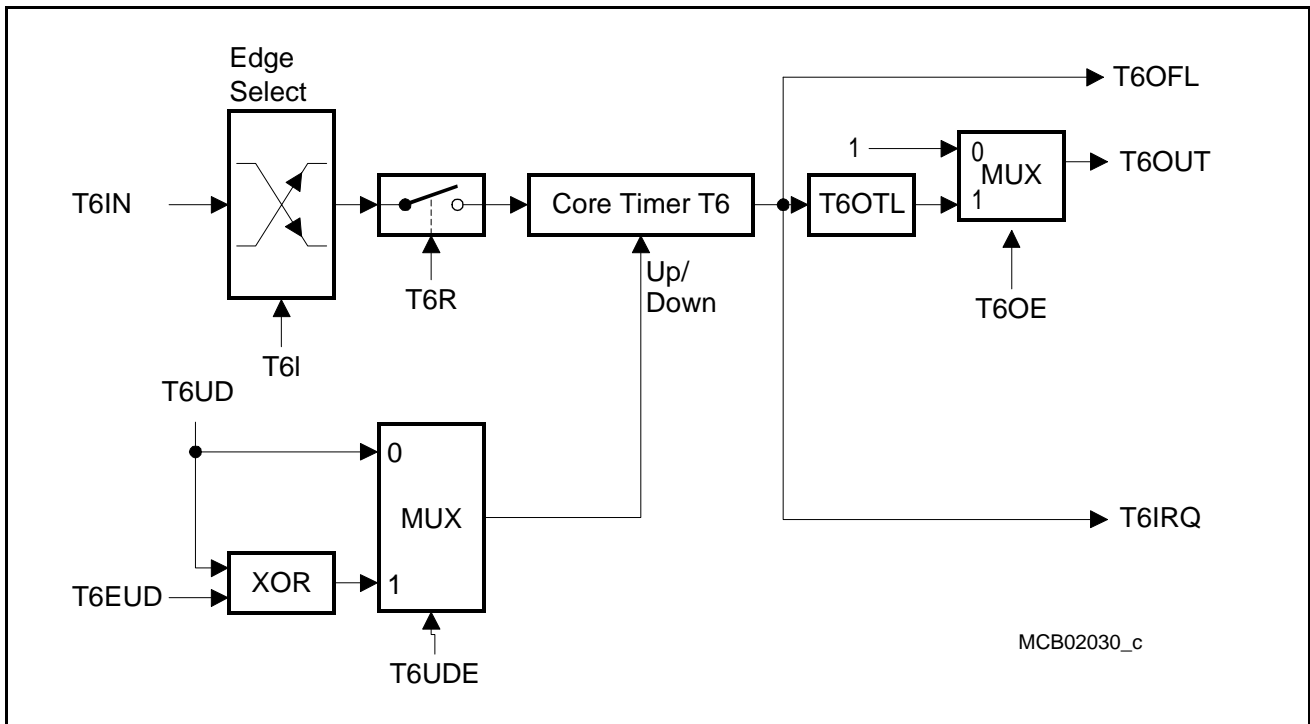 Edge
Select
T6OFL
1
0
MUX
1
T6OUT
T6IN
Core Timer T6
T6OTL
Up/
Down
T6R
T6OE
T6I
T6UD
0
MUX
1
T6IRQ
XOR
T6EUD
T6UDE
MCB02030_c